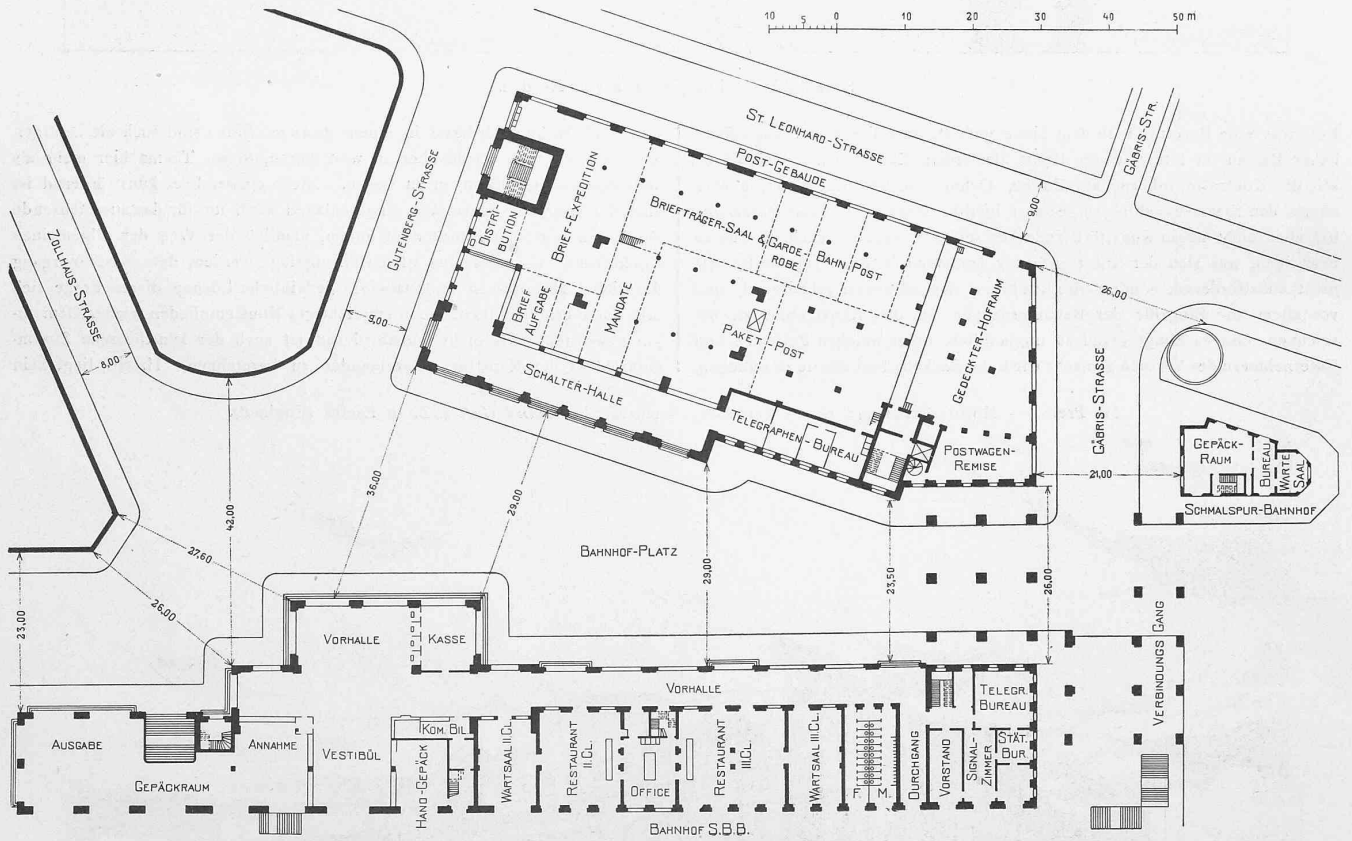 10 5 0 10 20 30 40 50 m
ST. LEONHARD-STRASSE
GÄBRIS-STR.
POST-GEBÄUDE
GUTENBERG-STRASSE
ZOLLHAUS-STRASSE
DISTRI-
BUTION
BRIEF-EXPEDITION
BRIEFTRÄGER-SAAL & GARDE-
ROBE
BAHN POST
9,00
BRIEF
AUFGABE
MANDATE
PAKET-POST
GEDECKTER-HOFRAUM
26,00
9,00
6,00
SCHALTER-HALLE
TELEGRAPHEN-BUREAU
POSTWAGEN-
REMISE
GÄBRIS-STRASSE
GEPÄCK-
RAUM
BUREAU
WARTE
SAAL
SCHMALSPUR-BAHNHOF
21,00
36,00
29,00
42,00
27,60
26,00
23,00
BAHNHOF-PLATZ
29,00
23,50
26,00
VORHALLE
KASSE
VORHALLE
VERBINDUNGS GANG
AUSGABE
GEPÄCKRAUM
ANNAHME
VESTIBÜL
KOM. BIL.
HAND-GEPÄCK
WARTSAAL II.CL.
RESTAURANT
II.CL.
OFFICE
RESTAURANT
III.CL.
WARTSAAL III.CL.
F. M.
DURCHGANG
VORSTAND
SIGNAL-
ZIMMER
TELEGR.
BUREAU
STAT.
BUR.
BAHNHOF S.B.B.